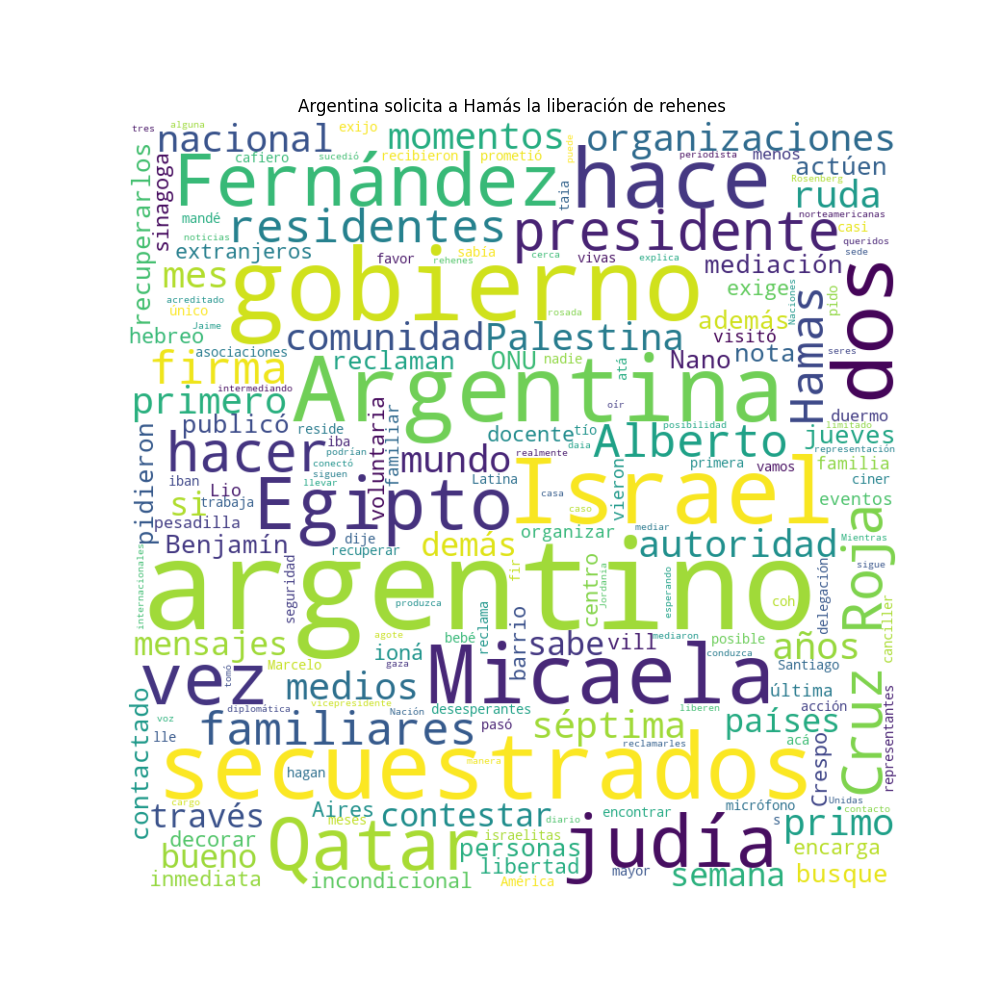 Argentina solicita a Hamás la liberación de rehenes
tres alguna exijo
nacional momentos organizaciones
cafiero sucedió recibieron prometió puede periodista menos actúen
sinagoga Fernández hace Rosenberg
recuperarlos mandé taia ruda
norteamericanas
noticias residentes presidente casi
extranjeros favor rehenes sabia cerca vivas explica queridos sede
mes gobierno mediación
acreditado exige Naciones pido dos
único Jaime rosada además
hebreo comunidad Palestina visitó Hamas
asociaciones reclaman ONU nadie Nano nota seres
firma Argentina atá
intermediando
primero oír duermo
publicó reside voluntaria familiar docente tío Alberto posibilidad limitado
pidieron hacer iba podrían mundo daia realmente primera vamos jueves representación
conectó siguen Latina vieron familia
iban Lio llevar Israel casa ciner
si trabaja Egipto caso eventos
pesadilla dije organizar mediar Roja
Benjamín recuperar demás autoridad Mientras
internacionales seguridad argentino fir centro Jordania esperando delegación sigue
produzca coh
mensajes agote bebé reclama barrio sabe mediaron vill posible años canciller
ioná conduzca
vez tomó Marcelo gaza Micaela Santiago
medios desesperantes liberen última Cruz
contactado diplomática vicepresidente acción representantes
voz familiares Nación pasó séptima países
lle reclamarles acá
hagan secuestrados manera Crespo
cargo Unidas
través Aires contestar encontrar micrófono contacto
meses diario s primo
decorar Qatar israelitas judía
bueno personas encarga
libertad mayor semana
inmediata incondicional América busque